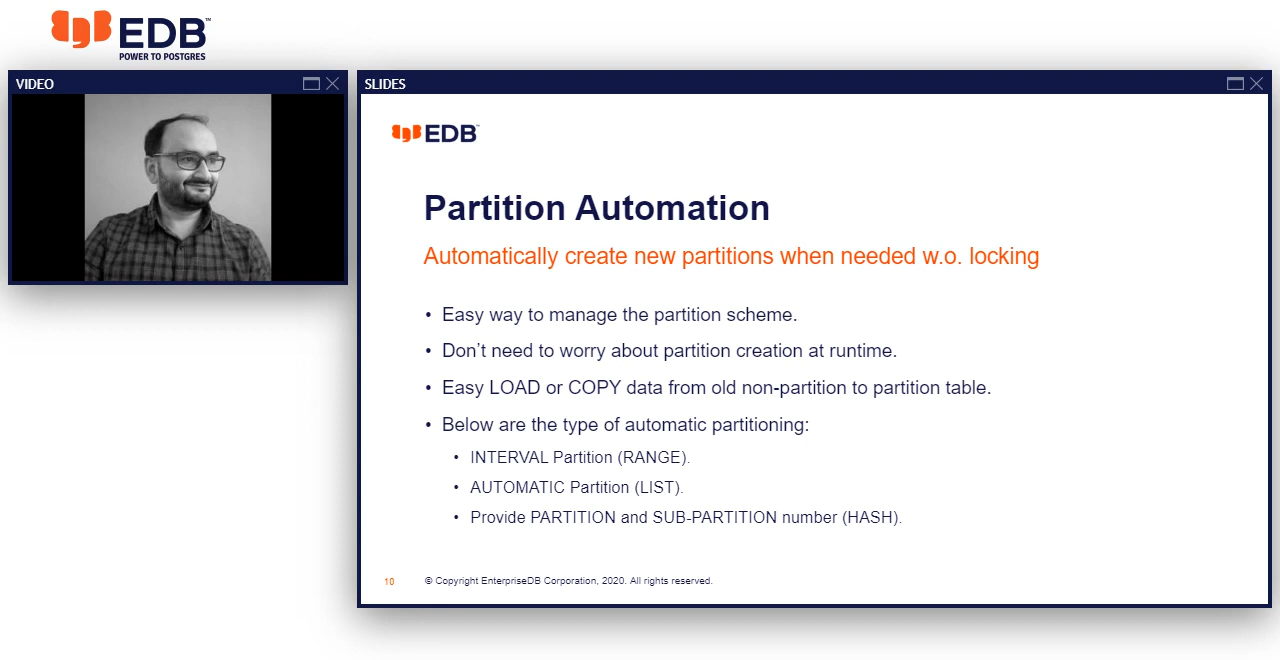 EDB™
POWER TO POSTGRES
VIDEO
SLIDES
EDB™
Partition Automation
Automatically create new partitions when needed w.o. locking
• Easy way to manage the partition scheme.
• Don’t need to worry about partition creation at runtime.
• Easy LOAD or COPY data from old non-partition to partition table.
• Below are the type of automatic partitioning:
• INTERVAL Partition (RANGE).
• AUTOMATIC Partition (LIST).
• Provide PARTITION and SUB-PARTITION number (HASH).
10 © Copyright EnterpriseDB Corporation, 2020. All rights reserved.